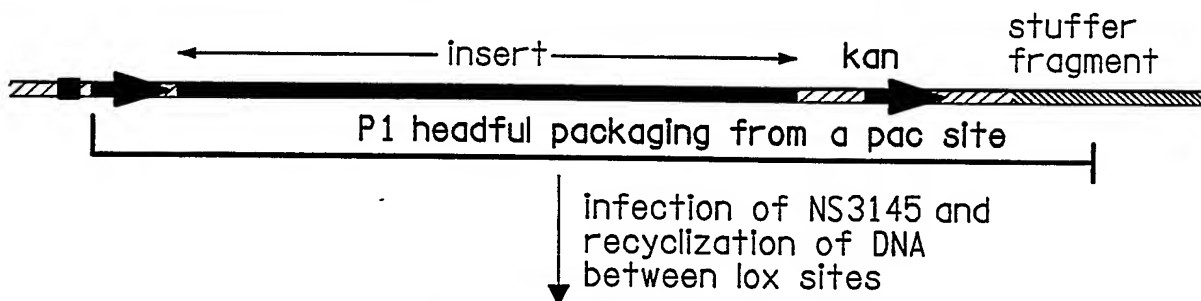 stuffer
fragment
insert
kan
P1 headful packaging from a pac site
infection of NS3145 and
recyclization of DNA
between lox sites